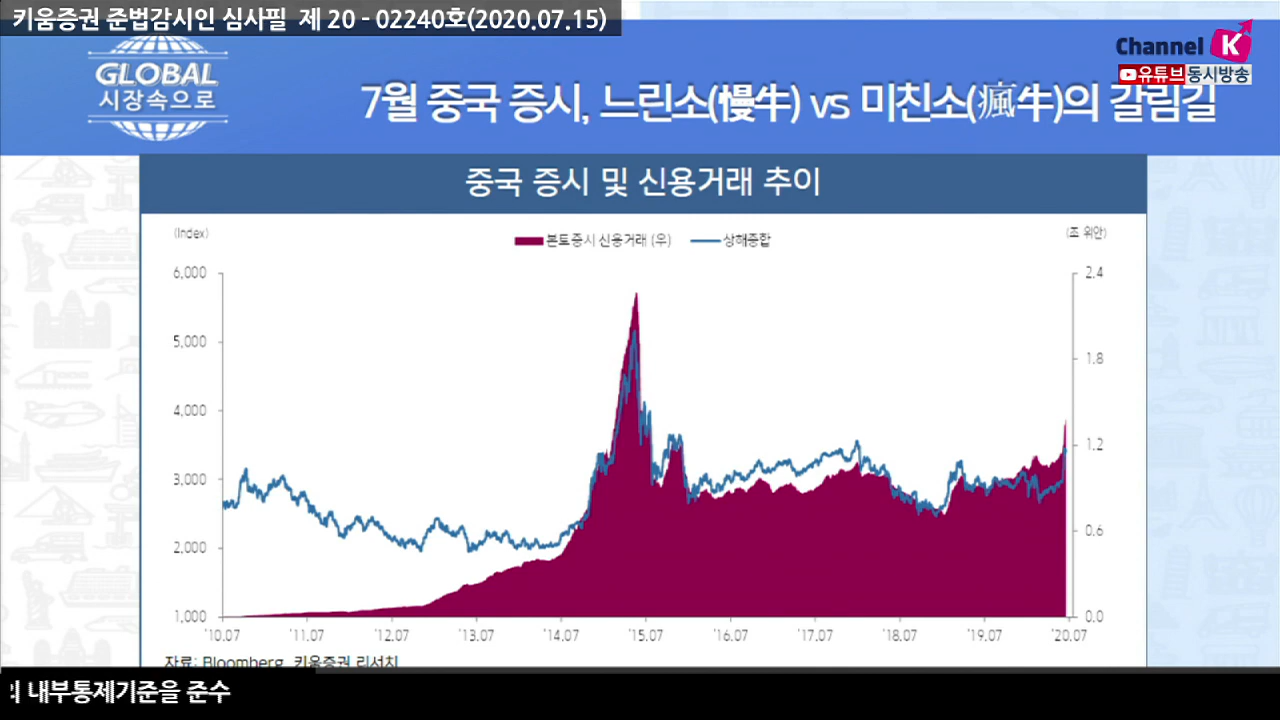 키움증권 준법감시인 심사필 제 20 - 02240호(2020.07.15)
Channel K
유튜브동시방송
GLOBAL
시장속으로
7월 중국 증시, 느린소(慢牛) vs 미친소(瘋牛)의 갈림길
중국 증시 및 신용거래 추이
(Index)
본토증시 신용거래 (우)
상해종합
(조 위안)
6,000
5,000
4,000
3,000
2,000
1,000
2.4
1.8
1.2
0.6
0.0
'10.07 '11.07 '12.07 '13.07 '14.07 '15.07 '16.07 '17.07 '18.07 '19.07 '20.07
자료: Bloomberg, 키움증권 리서치
내부통제기준을 준수